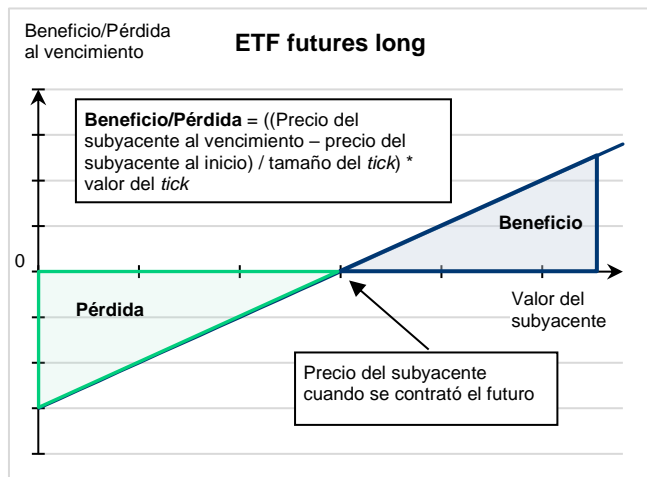 Beneficio/Pérdida
al vencimiento
ETF futures long
Beneficio/Pérdida = ((Precio del
subyacente al vencimiento – precio del
subyacente al inicio) / tamaño del tick) *
valor del tick
Beneficio
0
Pérdida
Valor del
subyacente
Precio del subyacente
cuando se contrató el futuro